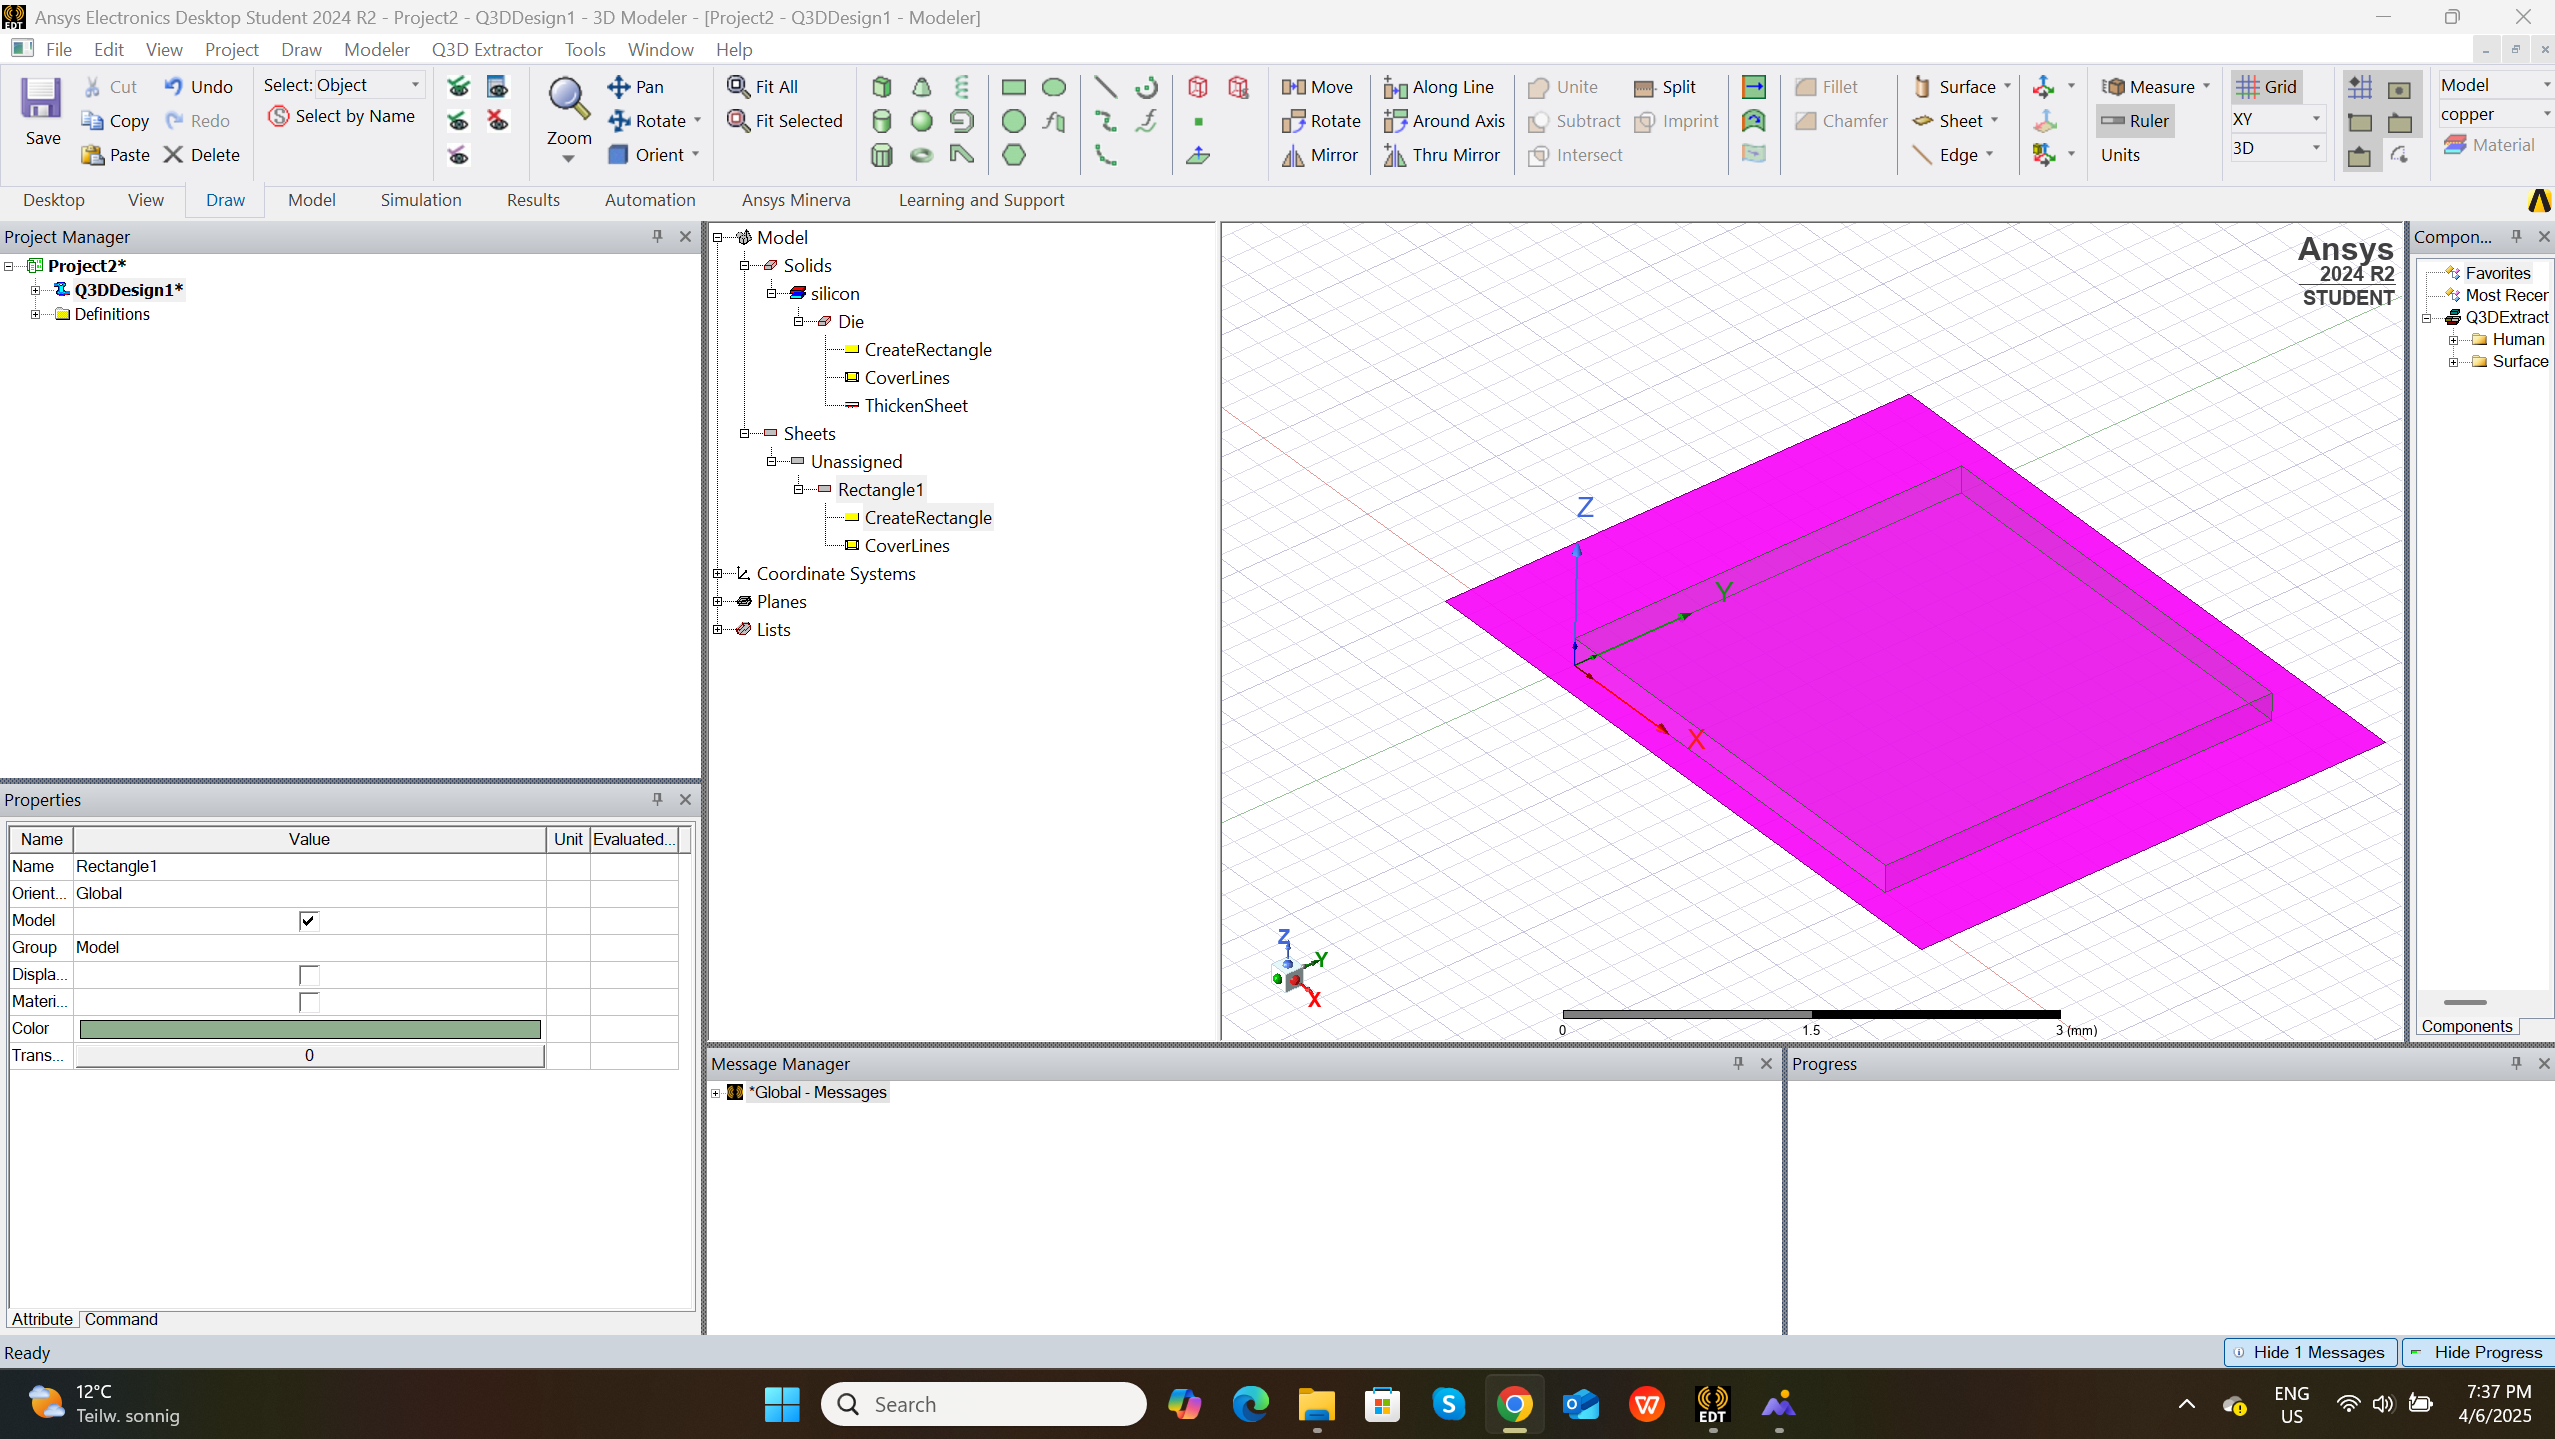 Ansys Electronics Desktop Student 2024 R2 - Project2 - Q3DDesign1 - 3D Modeler - [Project2 - Q3DDesign1 - Modeler]
File Edit View Project Draw Modeler Q3D Extractor Tools Window Help
Save
Cut
Copy
Paste
Undo
Redo
Delete
Select: Object
Select by Name
Zoom
Pan
Rotate
Orient
Fit All
Fit Selected
Move
Rotate
Mirror
Along Line
Around Axis
Thru Mirror
Unite
Subtract
Intersect
Split
Imprint
Fillet
Chamfer
Surface
Sheet
Edge
Measure
Ruler
Units
Grid
XY
3D
Model
copper
Material
Desktop View Draw Model Simulation Results Automation Ansys Minerva Learning and Support
Project Manager
Project2*
Q3DDesign1*
Definitions
Properties
Name Value Unit Evaluated...
Name Rectangle1
Orient... Global
Model
Group Model
Displa...
Materi...
Color
Trans... 0
Attribute Command
Model
Solids
silicon
Die
CreateRectangle
CoverLines
ThickenSheet
Sheets
Unassigned
Rectangle1
CreateRectangle
CoverLines
Coordinate Systems
Planes
Lists
Ansys
2024 R2
STUDENT
Z
Y
X
Z
Y
X
0 1.5 3 (mm)
Compon...
Favorites
Most Recer
Q3DExtract
Human
Surface
Components
Message Manager
*Global - Messages
Progress
Ready
Hide 1 Messages
Hide Progress
12°C
Teilw. sonnig
Search
EDT
ENG
US
7:37 PM
4/6/2025